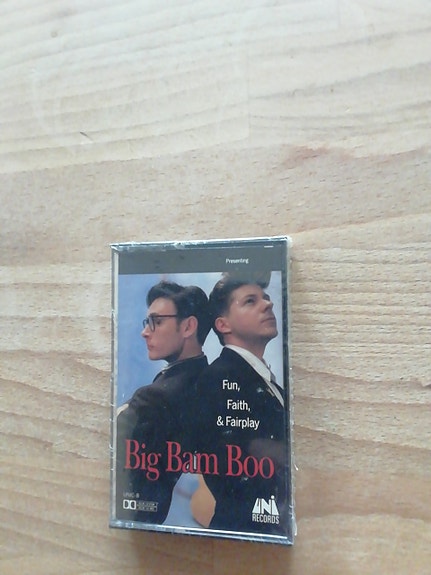 Presenting
Fun,
Faith,
& Fairplay
Big Bam Boo
UNI
RECORDS